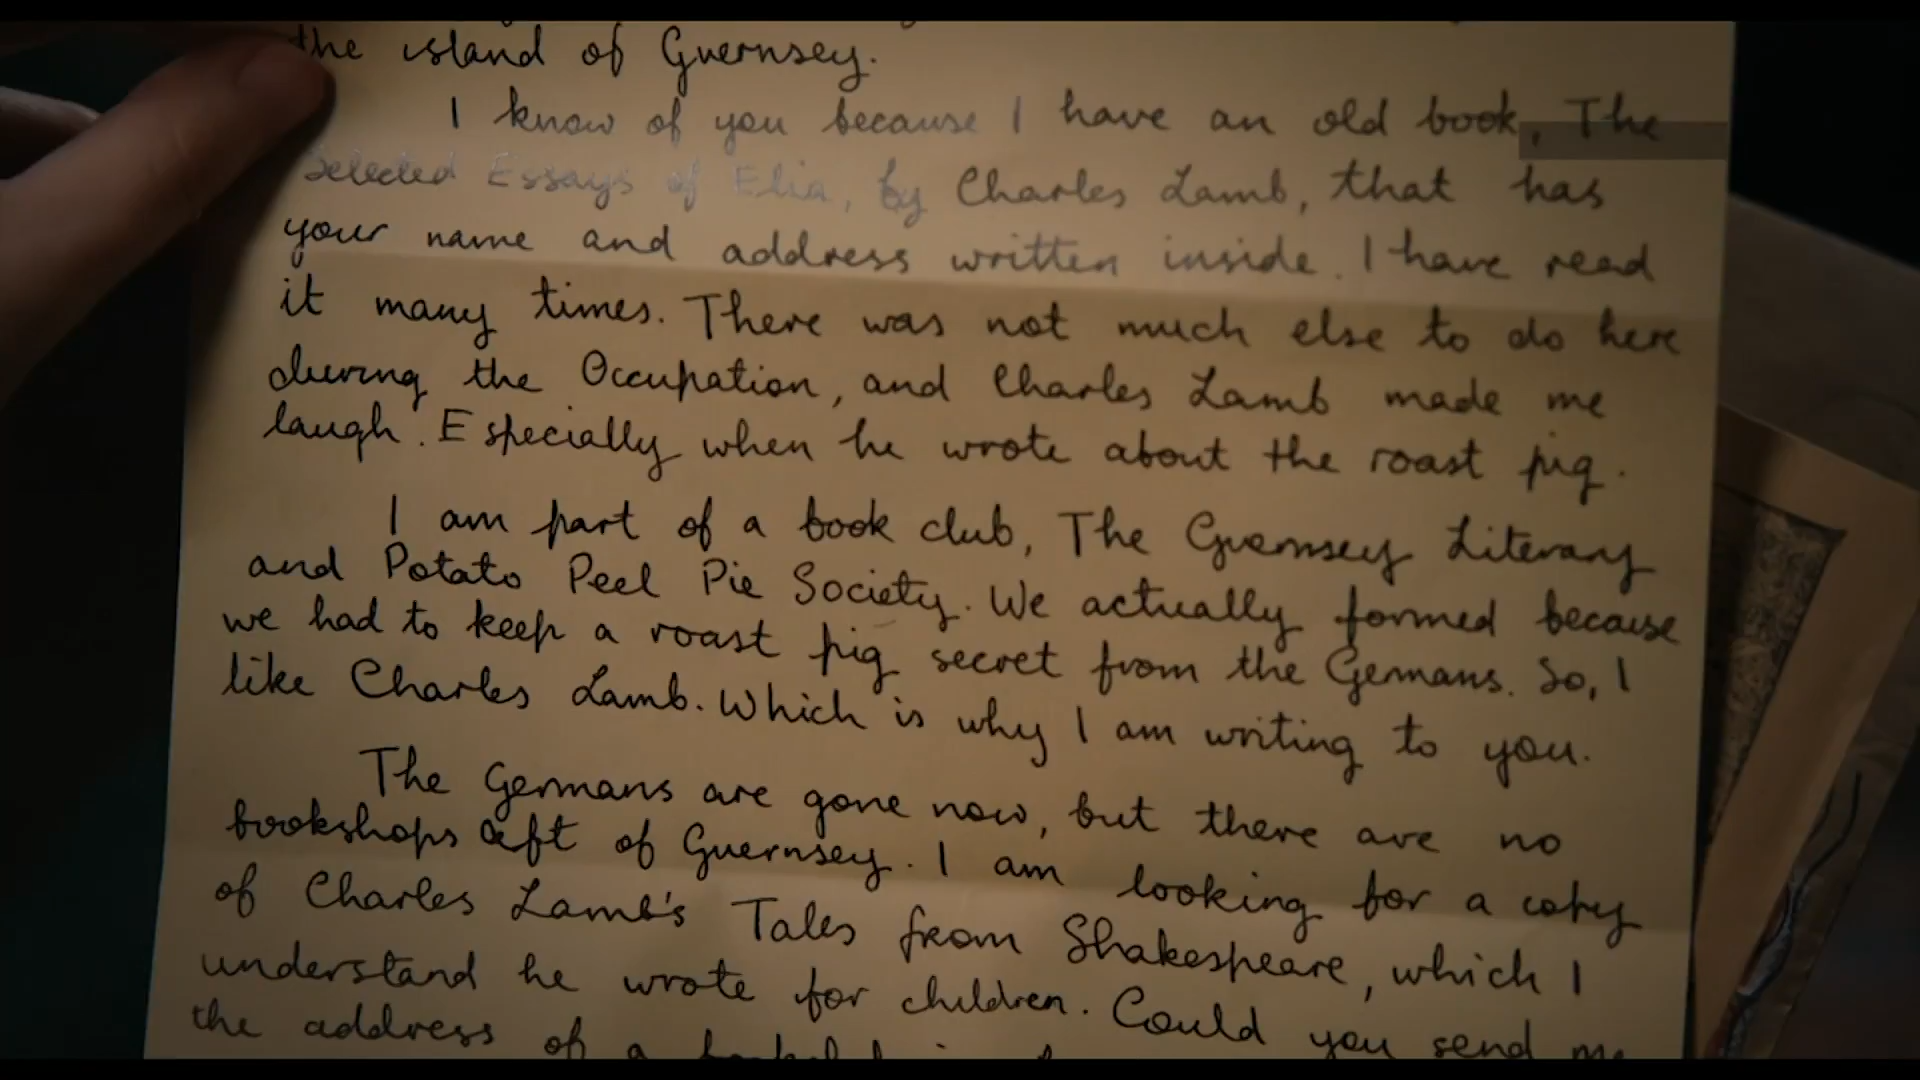 the island of Guernsey.
I know of you because I have an old book, The
Selected Essays of Elia, by Charles Lamb, that has
your name and address written inside. I have read
it many times. There was not much else to do here
during the Occupation, and Charles Lamb made me
laugh. Especially when he wrote about the roast pig.
I am part of a book club, The Guernsey Literary
and Potato Peel Pie Society. We actually formed because
we had to keep a roast pig secret from the Germans. So, I
like Charles Lamb. Which is why I am writing to you.
The Germans are gone now, but there are no
bookshops left of Guernsey. I am looking for a copy
of Charles Lamb's Tales from Shakespeare, which I
understand he wrote for children. Could you send me
the address of a